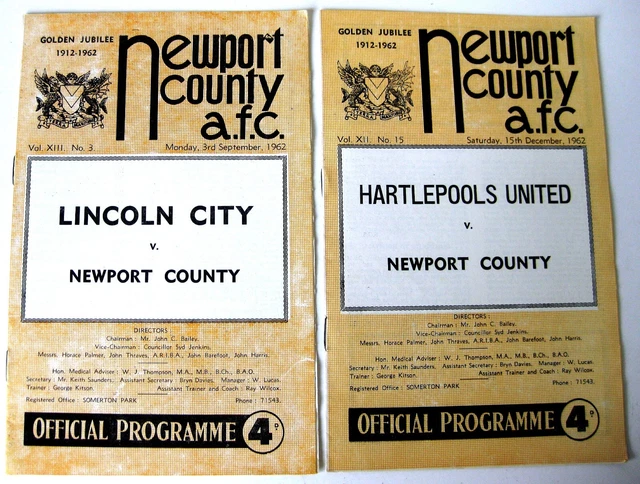 GOLDEN JUBILEE
1912-1962
Newport
county
a.f.c.
Vol. XIII. No. 3 Monday, 3rd September, 1962
LINCOLN CITY
v.
NEWPORT COUNTY
DIRECTORS
Chairman : Mr. John C. Bailey.
Vice-Chairman : Councillor Syd Jenkins.
Messrs. Horace Palmer, John Thraves, A.R.I.B.A., John Barefoot, John Harris.
Hon. Medical Adviser : W. J. Thompson, M.A., M.B., B.Ch., B.A.O.
Secretary : Mr. Keith Saunders, Assistant Secretary : Bryn Davies, Manager : W. Lucas.
Trainer : George Kitson. Assistant Trainer and Coach : Ray Wilcox.
Registered Office : SOMERTON PARK Phone : 71543.
OFFICIAL PROGRAMME 4D
GOLDEN JUBILEE
1912-1962
Newport
county
a.f.c.
Vol. XII. No. 15 Saturday, 15th December, 1962
HARTLEPOOLS UNITED
v.
NEWPORT COUNTY
DIRECTORS :
Chairman : Mr. John C. Bailey.
Vice-Chairman : Councillor Syd Jenkins.
Messrs. Horace Palmer, John Thraves, A.R.I.B.A., John Barefoot, John Harris.
Hon. Medical Adviser : W. J. Thompson, M.A., M.B., B.Ch., B.A.O.
Secretary : Mr. Keith Saunders, Assistant Secretary : Bryn Davies, Manager : W. Lucas.
Trainer : George Kitson. Assistant Trainer and Coach : Ray Wilcox.
Registered Office : SOMERTON PARK Phone : 71543.
OFFICIAL PROGRAMME 4D